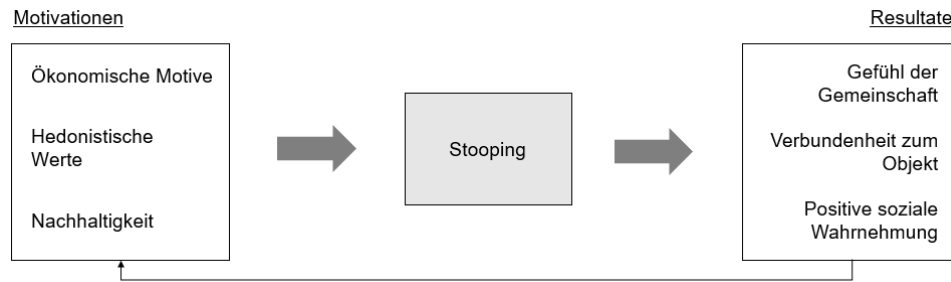 Motivationen
Resultate
Ökonomische Motive
Hedonistische
Werte
Nachhaltigkeit
Stooping
Gefühl der
Gemeinschaft
Verbundenheit zum
Objekt
Positive soziale
Wahrnehmung